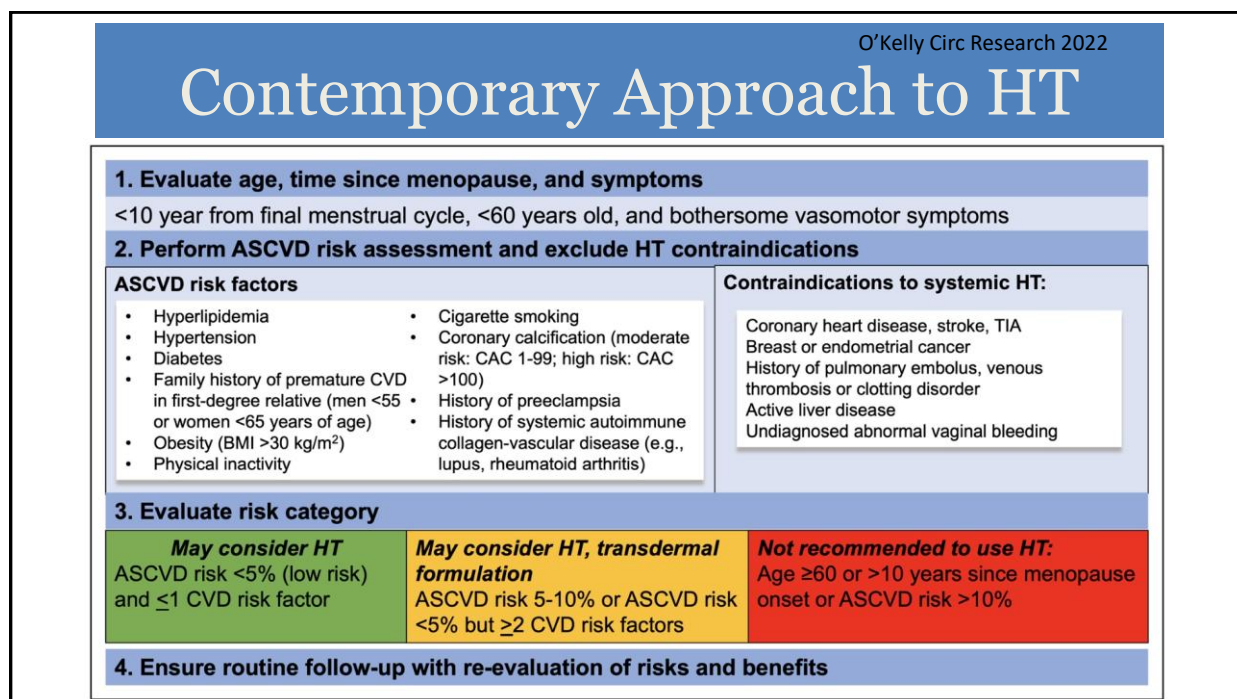 O’Kelly Circ Research 2022
Contemporary Approach to HT
1. Evaluate age, time since menopause, and symptoms
<10 year from final menstrual cycle, <60 years old, and bothersome vasomotor symptoms
2. Perform ASCVD risk assessment and exclude HT contraindications
ASCVD risk factors
• Hyperlipidemia
• Hypertension
• Diabetes
• Family history of premature CVD
in first-degree relative (men <55
or women <65 years of age)
• Obesity (BMI >30 kg/m²)
• Physical inactivity
• Cigarette smoking
• Coronary calcification (moderate
risk: CAC 1-99; high risk: CAC
>100)
• History of preeclampsia
• History of systemic autoimmune
collagen-vascular disease (e.g.,
lupus, rheumatoid arthritis)
Contraindications to systemic HT:
Coronary heart disease, stroke, TIA
Breast or endometrial cancer
History of pulmonary embolus, venous
thrombosis or clotting disorder
Active liver disease
Undiagnosed abnormal vaginal bleeding
3. Evaluate risk category
May consider HT
ASCVD risk <5% (low risk)
and ≤1 CVD risk factor
May consider HT, transdermal
formulation
ASCVD risk 5-10% or ASCVD risk
<5% but ≥2 CVD risk factors
Not recommended to use HT:
Age ≥60 or >10 years since menopause
onset or ASCVD risk >10%
4. Ensure routine follow-up with re-evaluation of risks and benefits